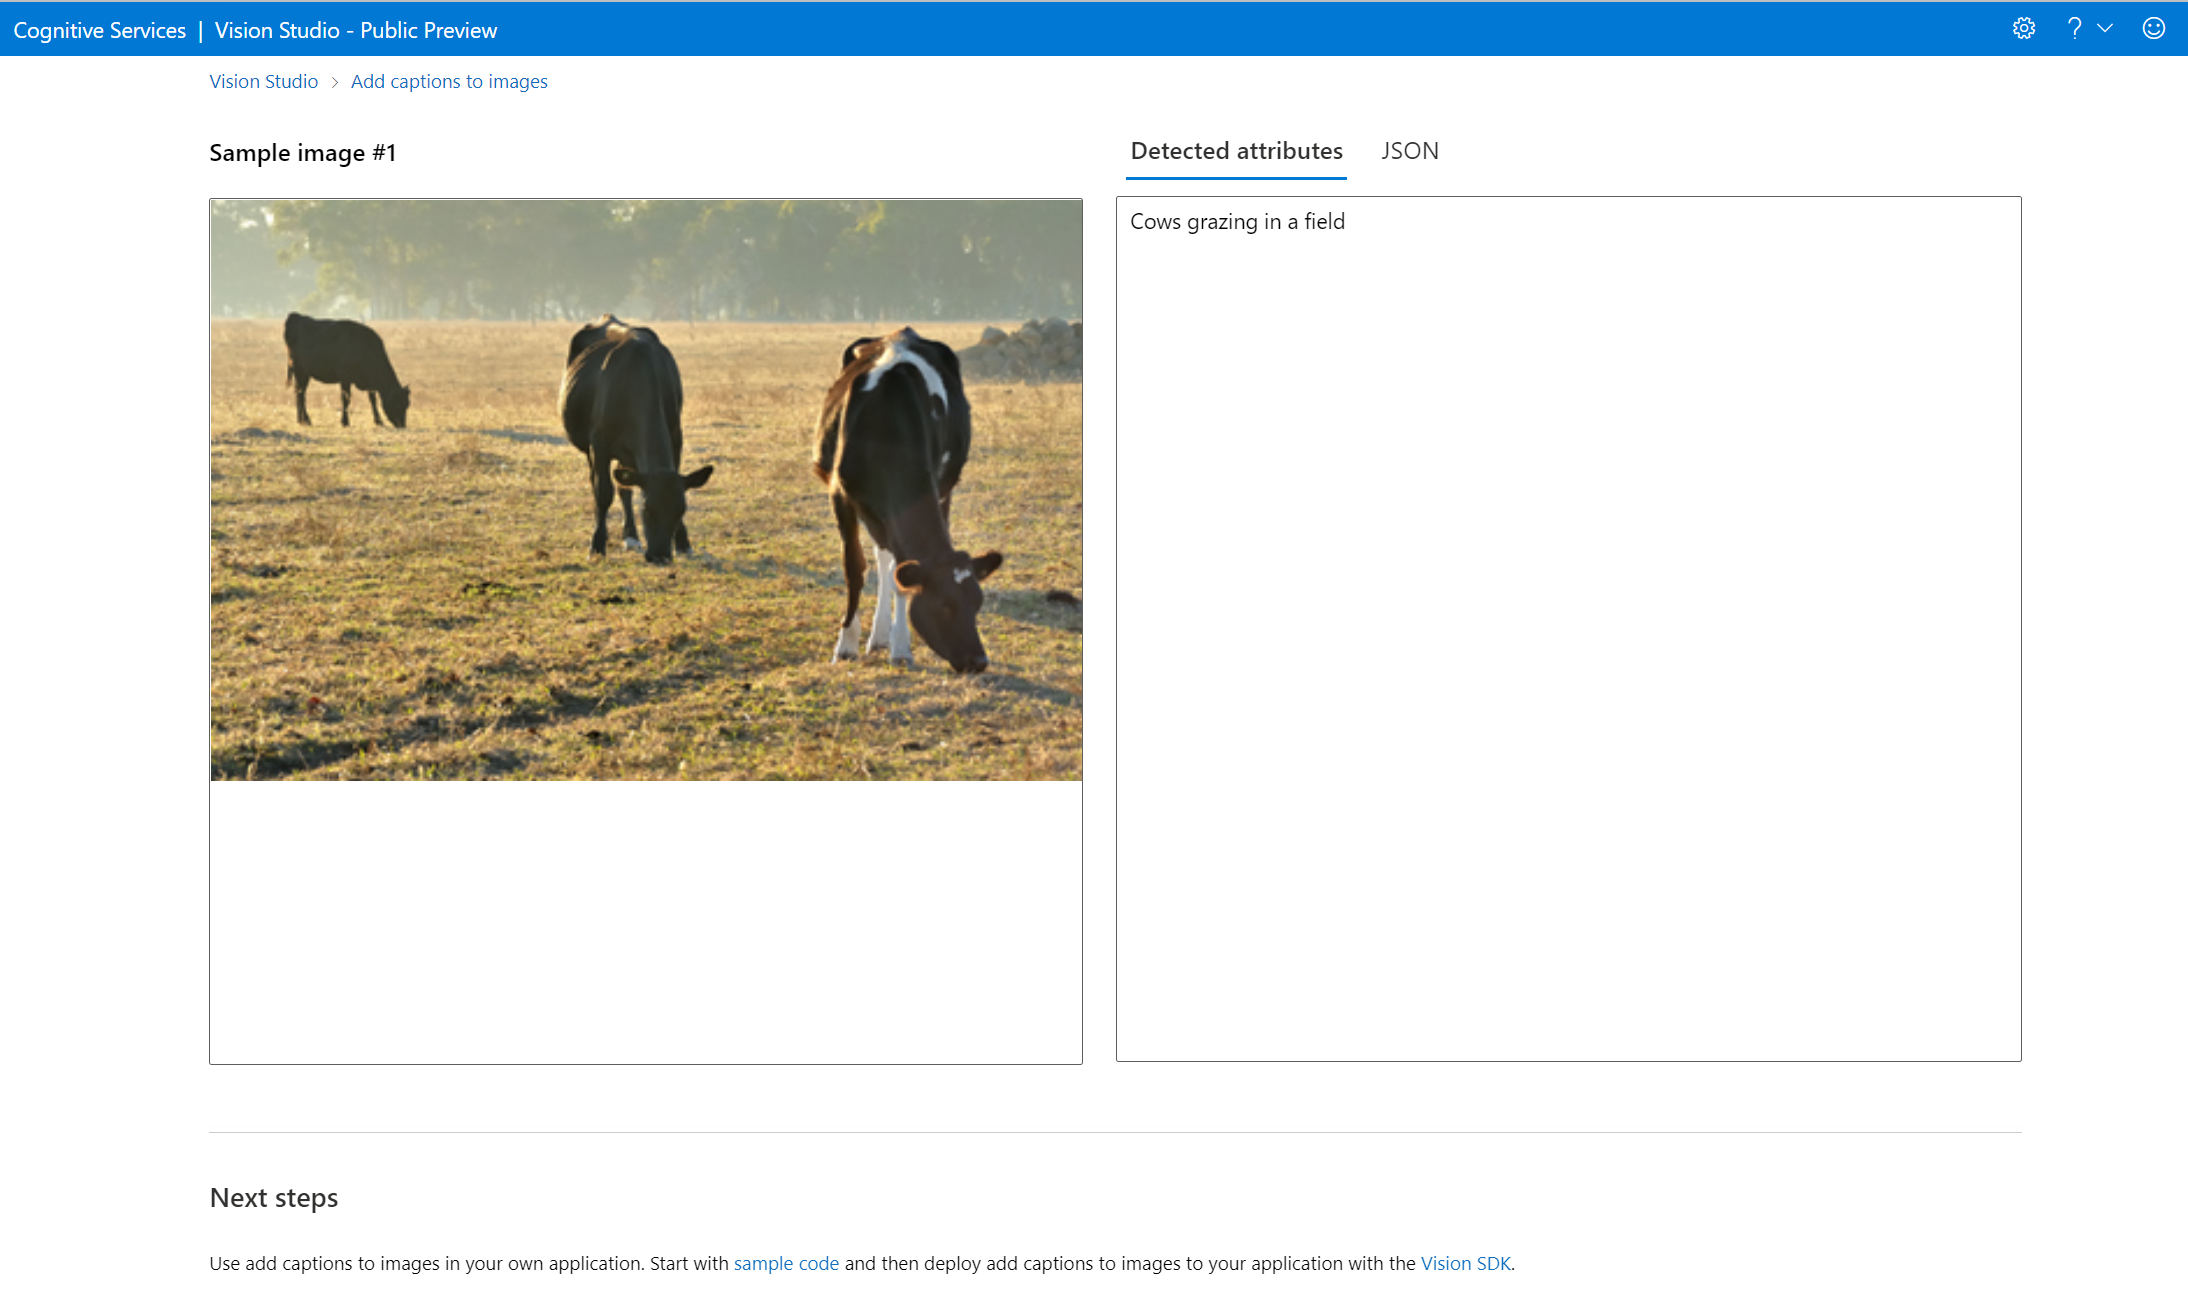 Cognitive Services | Vision Studio - Public Preview
Vision Studio > Add captions to images
Sample image #1
Detected attributes JSON
Cows grazing in a field
Next steps
Use add captions to images in your own application. Start with sample code and then deploy add captions to images to your application with the Vision SDK.